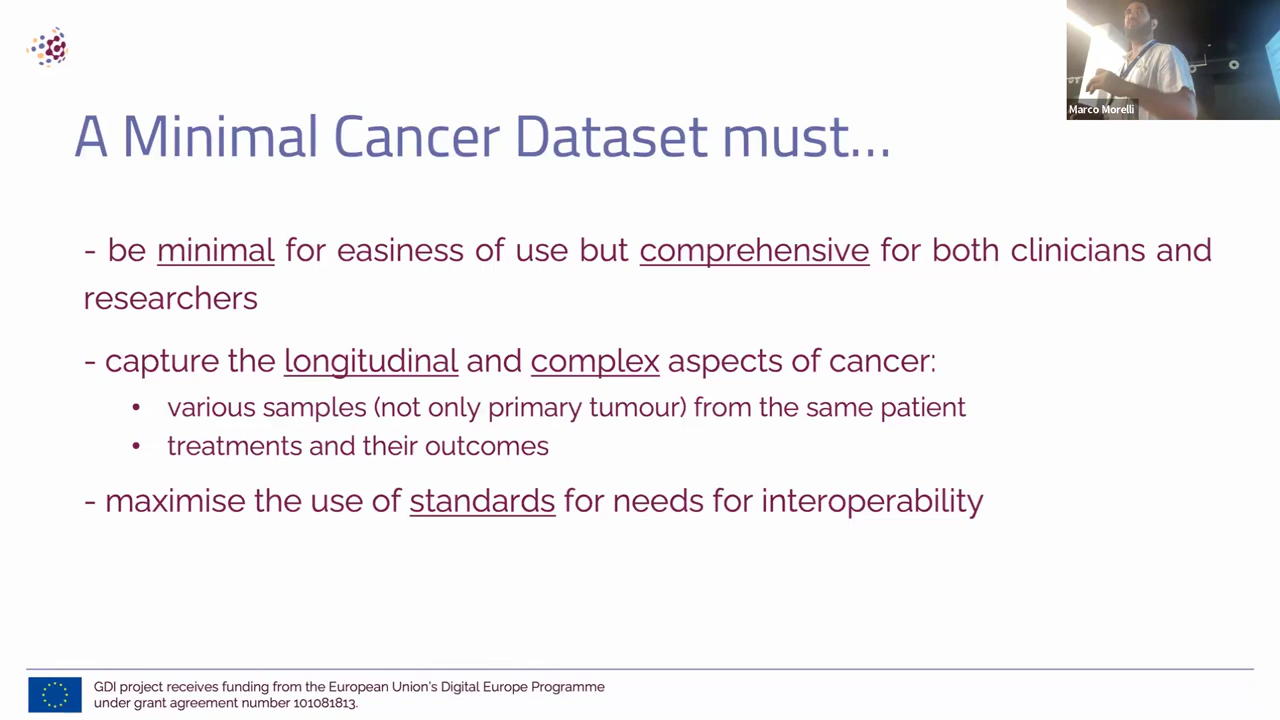 Marco Morelli
A Minimal Cancer Dataset must...
- be minimal for easiness of use but comprehensive for both clinicians and
researchers
- capture the longitudinal and complex aspects of cancer:
• various samples (not only primary tumour) from the same patient
• treatments and their outcomes
- maximise the use of standards for needs for interoperability
GDI project receives funding from the European Union's Digital Europe Programme
under grant agreement number 101081813.